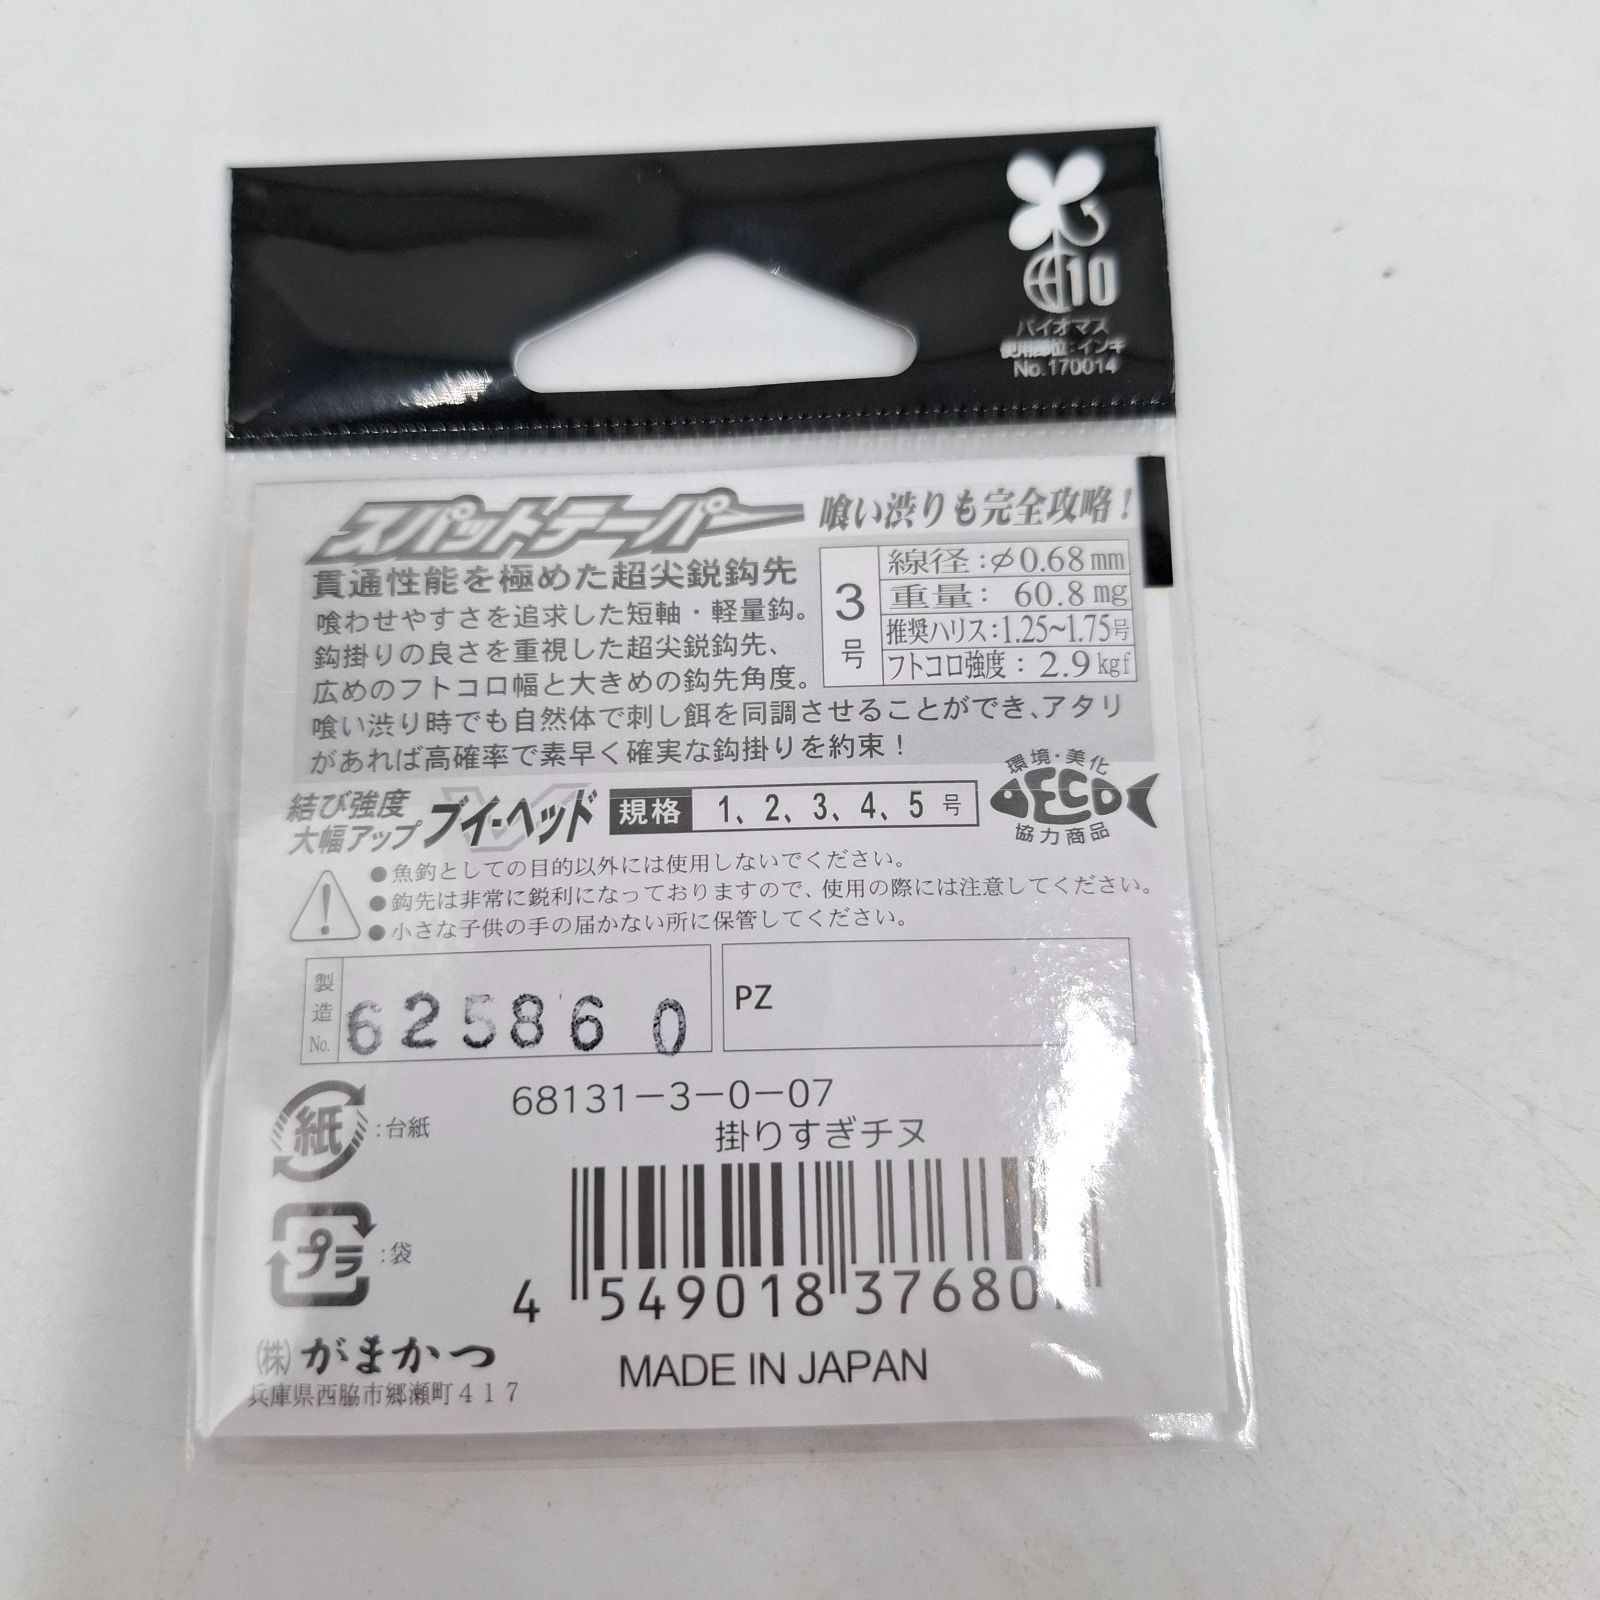 10
バイオマス
使用部位:インキ
No.170014
スパットテーパー 喰い渋りも完全攻略!
貫通性能を極めた超尖鋭鈎先
喰わせやすさを追求した短軸・軽量鈎。
鈎掛りの良さを重視した超尖鋭鈎先、
広めのフトコロ幅と大きめの鈎先角度。
喰い渋り時でも自然体で刺し餌を同調させることができ、アタリ
があれば高確率で素早く確実な鈎掛りを約束!
3号
線径:φ0.68mm
重量: 60.8mg
推奨ハリス:1.25~1.75号
フトコロ強度: 2.9kgf
結び強度
大幅アップ
ブイ・ヘッド
規格 1、2、3、4、5 号
環境・美化
ECO
協力商品
●魚釣としての目的以外には使用しないでください。
●鈎先は非常に鋭利になっておりますので、使用の際には注意してください。
●小さな子供の手の届かない所に保管してください。
製造No. 625860
PZ
68131-3-0-07
掛りすぎチヌ
紙 :台紙
プラ :袋
4 549018 37680
(株)がまかつ
兵庫県西脇市郷瀬町417
MADE IN JAPAN